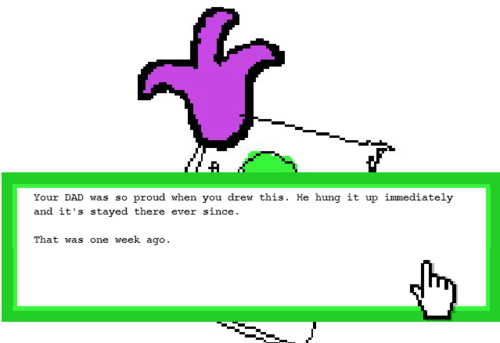 Your DAD was so proud when you drew this. He hung it up immediately
and it's stayed there ever since.
That was one week ago.